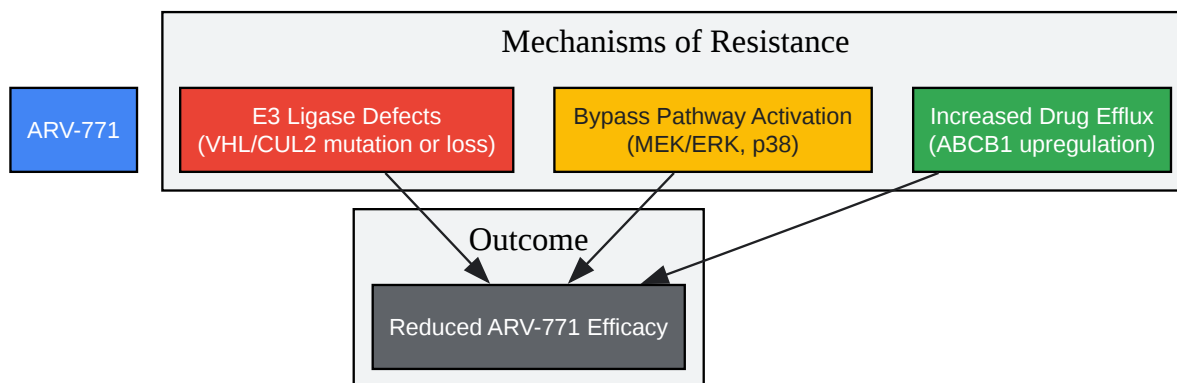 Mechanisms of Resistance
ARV-771
E3 Ligase Defects
(VHL/CUL2 mutation or loss)
Bypass Pathway Activation
(MEK/ERK, p38)
Increased Drug Efflux
(ABCB1 upregulation)
Outcome
Reduced ARV-771 Efficacy